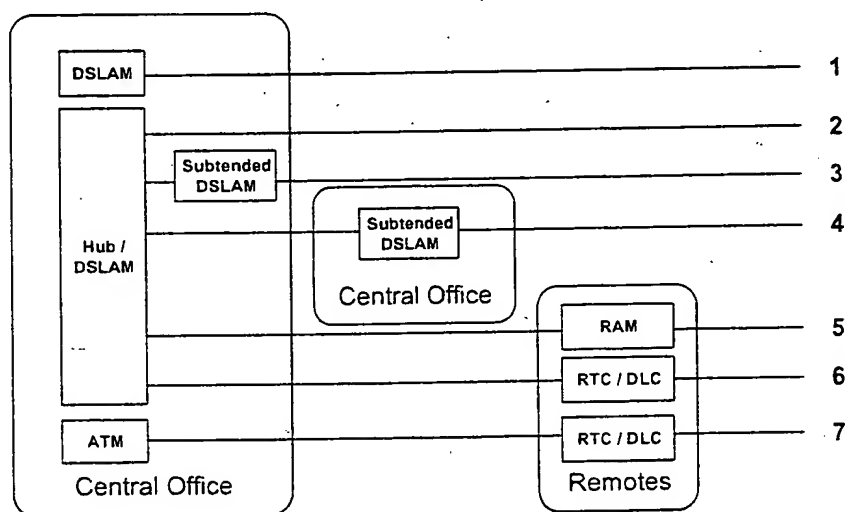 DSLAM
1
2
Subtended
DSLAM
3
Subtended
DSLAM
4
Hub /
DSLAM
Central Office
RAM
5
RTC / DLC
6
ATM
RTC / DLC
7
Central Office
Remotes